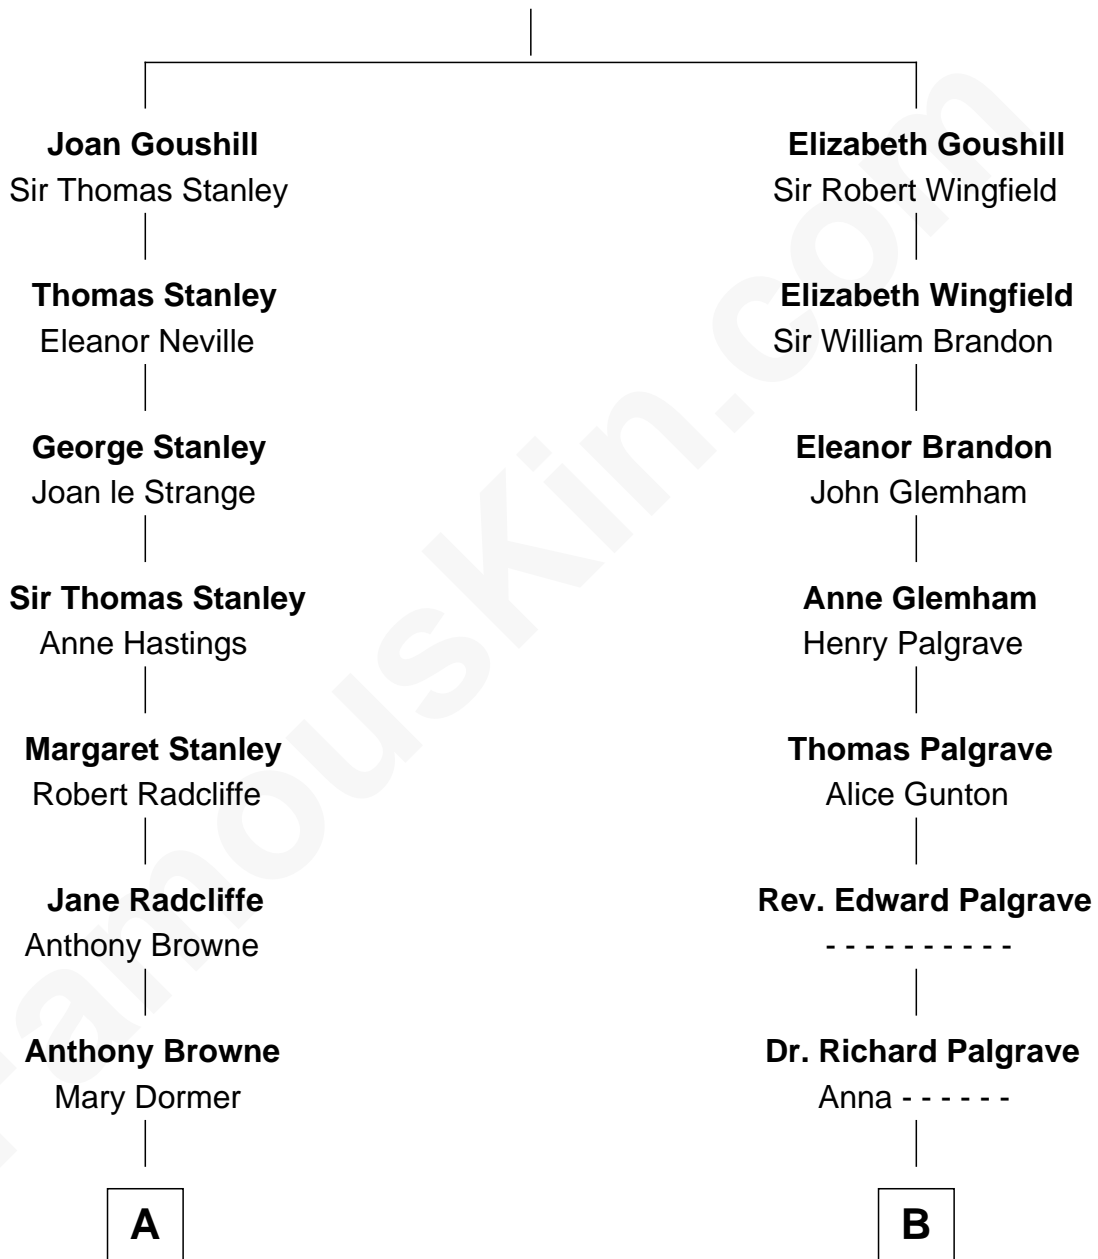 Joan Goushill
Sir Thomas Stanley
Thomas Stanley
Eleanor Neville
George Stanley
Joan le Strange
Sir Thomas Stanley
Anne Hastings
Margaret Stanley
Robert Radcliffe
Jane Radcliffe
Anthony Browne
Anthony Browne
Mary Dormer
A
Elizabeth Goushill
Sir Robert Wingfield
Elizabeth Wingfield
Sir William Brandon
Eleanor Brandon
John Glemham
Anne Glemham
Henry Palgrave
Thomas Palgrave
Alice Gunton
Rev. Edward Palgrave
- - - - - - - - - -
Dr. Richard Palgrave
Anna - - - - - -
B
FamousKin.com